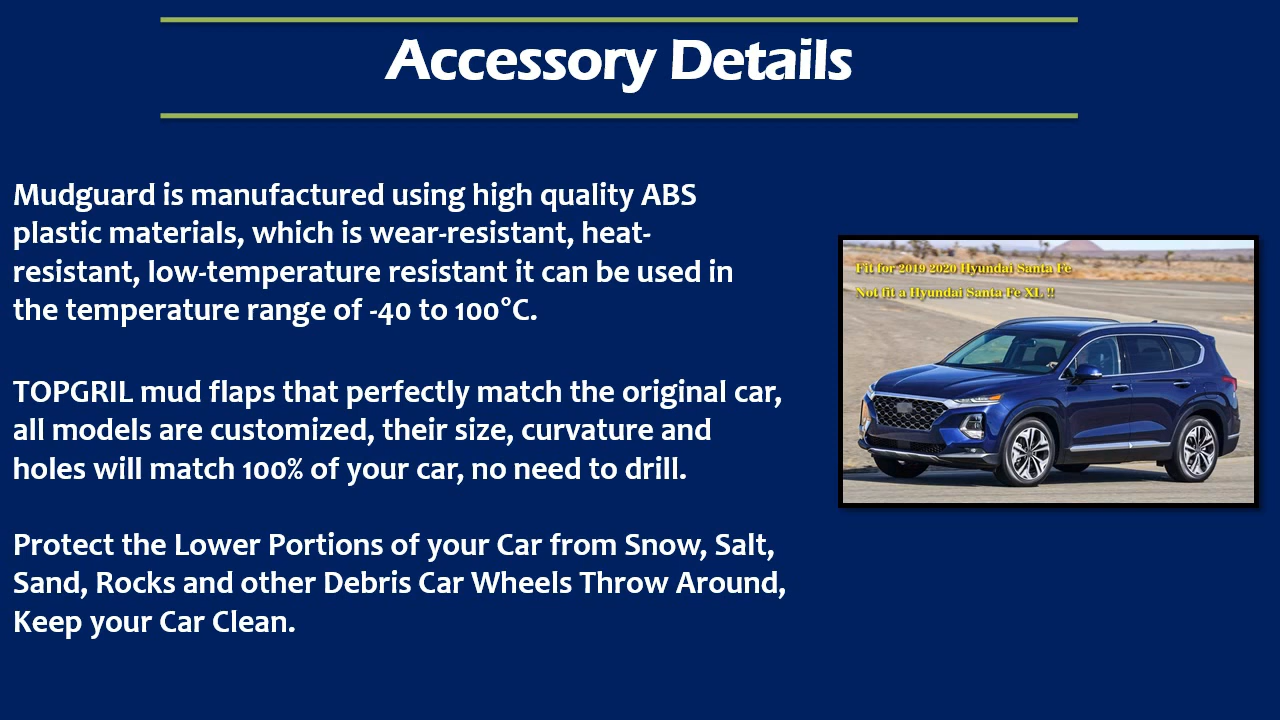 Accessory Details
Mudguard is manufactured using high quality ABS
plastic materials, which is wear-resistant, heat-
resistant, low-temperature resistant it can be used in
the temperature range of -40 to 100°C.
TOPGRIL mud flaps that perfectly match the original car,
all models are customized, their size, curvature and
holes will match 100% of your car, no need to drill.
Protect the Lower Portions of your Car from Snow, Salt,
Sand, Rocks and other Debris Car Wheels Throw Around,
Keep your Car Clean.
Fit for 2019 2020 Hyundai Santa Fe
Not fit a Hyundai Santa Fe XL !!